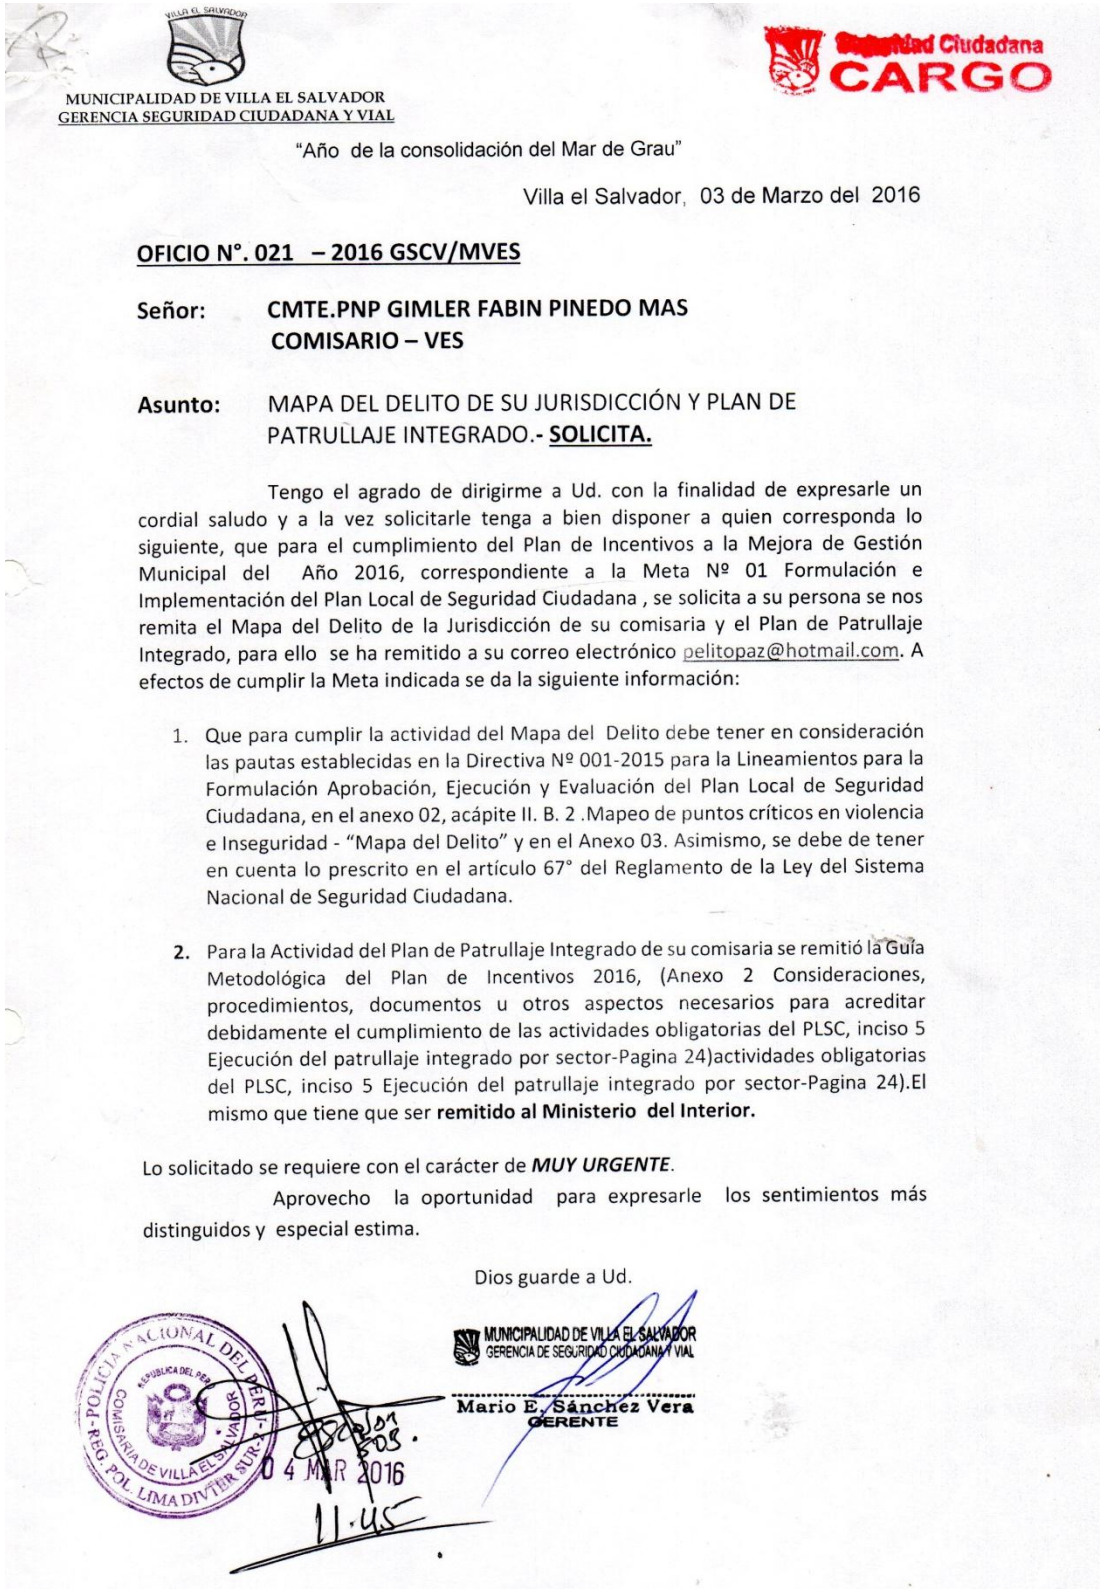 VILLA EL SALVADOR
MUNICIPALIDAD DE VILLA EL SALVADOR
GERENCIA SEGURIDAD CIUDADANA Y VIAL
Ciudadana
CARGO
“Año de la consolidación del Mar de Grau”
Villa el Salvador, 03 de Marzo del 2016
OFICIO N°. 021 – 2016 GSCV/MVES
Señor: CMTE.PNP GIMLER FABIN PINEDO MAS
COMISARIO – VES
Asunto: MAPA DEL DELITO DE SU JURISDICCIÓN Y PLAN DE
PATRULLAJE INTEGRADO.- SOLICITA.
Tengo el agrado de dirigirme a Ud. con la finalidad de expresarle un
cordial saludo y a la vez solicitarle tenga a bien disponer a quien corresponda lo
siguiente, que para el cumplimiento del Plan de Incentivos a la Mejora de Gestión
Municipal del Año 2016, correspondiente a la Meta Nº 01 Formulación e
Implementación del Plan Local de Seguridad Ciudadana , se solicita a su persona se nos
remita el Mapa del Delito de la Jurisdicción de su comisaria y el Plan de Patrullaje
Integrado, para ello se ha remitido a su correo electrónico pelitopaz@hotmail.com. A
efectos de cumplir la Meta indicada se da la siguiente información:
1. Que para cumplir la actividad del Mapa del Delito debe tener en consideración
las pautas establecidas en la Directiva Nº 001-2015 para la Lineamientos para la
Formulación Aprobación, Ejecución y Evaluación del Plan Local de Seguridad
Ciudadana, en el anexo 02, acápite II. B. 2 .Mapeo de puntos críticos en violencia
e Inseguridad - “Mapa del Delito” y en el Anexo 03. Asimismo, se debe de tener
en cuenta lo prescrito en el artículo 67° del Reglamento de la Ley del Sistema
Nacional de Seguridad Ciudadana.
2. Para la Actividad del Plan de Patrullaje Integrado de su comisaria se remitió la Guía
Metodológica del Plan de Incentivos 2016, (Anexo 2 Consideraciones,
procedimientos, documentos u otros aspectos necesarios para acreditar
debidamente el cumplimiento de las actividades obligatorias del PLSC, inciso 5
Ejecución del patrullaje integrado por sector-Pagina 24)actividades obligatorias
del PLSC, inciso 5 Ejecución del patrullaje integrado por sector-Pagina 24).El
mismo que tiene que ser remitido al Ministerio del Interior.
Lo solicitado se requiere con el carácter de MUY URGENTE.
Aprovecho la oportunidad para expresarle los sentimientos más
distinguidos y especial estima.
Dios guarde a Ud.
MUNICIPALIDAD DE VILLA EL SALVADOR
GERENCIA DE SEGURIDAD CIUDADANA Y VIAL
Mario E. Sánchez Vera
GERENTE
POLICIA NACIONAL DEL PERU
REG. POL. LIMA DIVTER SUR-2
REPUBLICA DEL PERU
COMISARIA DE VILLA EL SALVADOR
04 MAR 2016
11.45